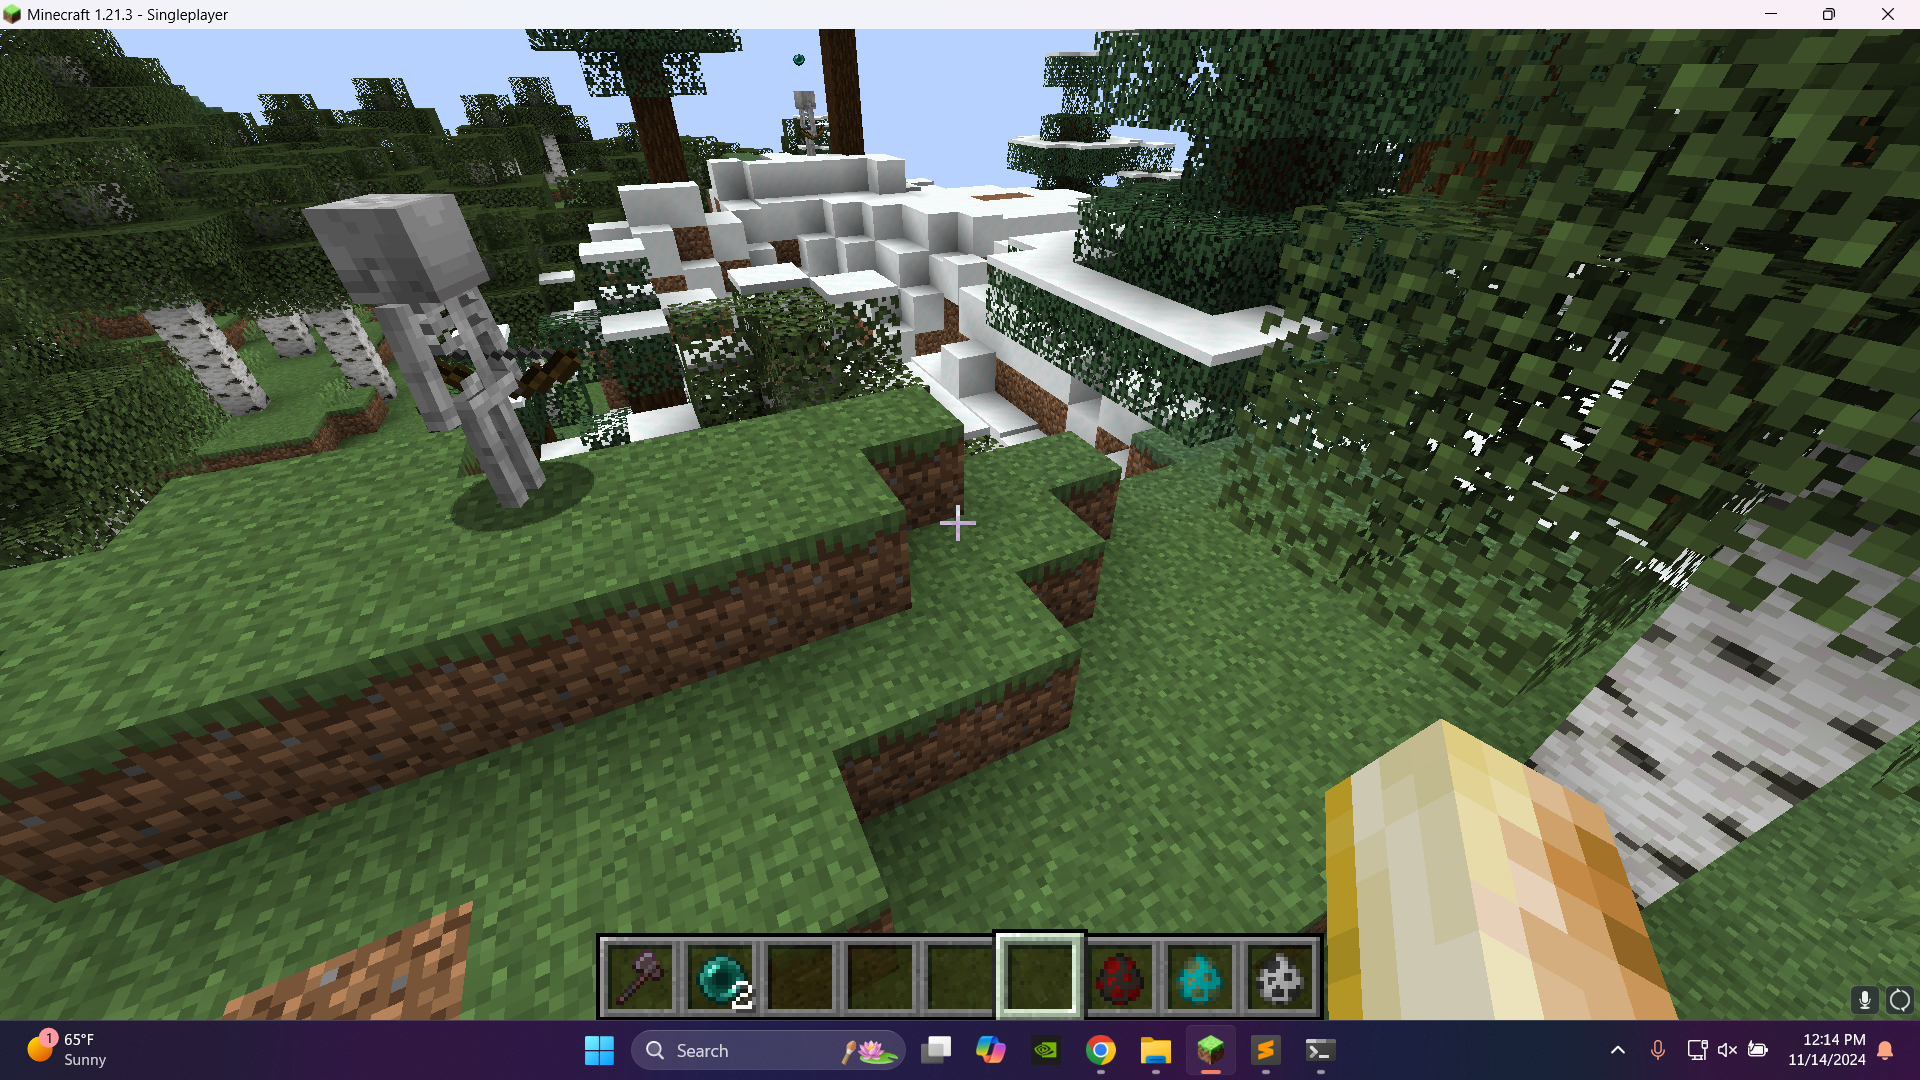 Minecraft 1.21.3 - Singleplayer
2
1
65°F
Sunny
Search
12:14 PM
11/14/2024